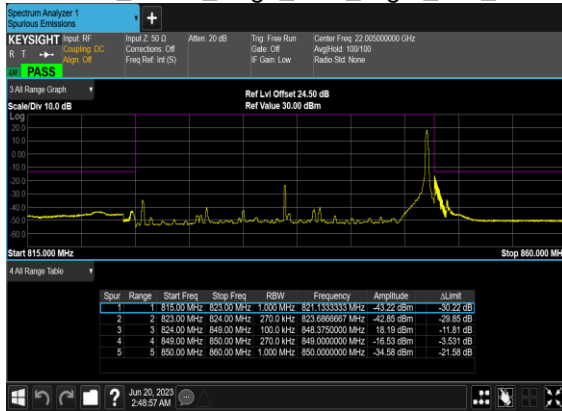 Spectrum Analyzer 1
Spurious Emissions
+
KEYSIGHT Input: RF Input Z: 50 Ω Atten: 20 dB Trig: Free Run Center Freq: 22.005000000 GHz
R T Coupling: DC Corrections: Off Gate: Off Avg|Hold: 100/100
Align: Off Freq Ref: Int (S) IF Gain: Low Radio Std: None
PASS
3 All Range Graph
Ref Lvl Offset 24.50 dB
Scale/Div 10.0 dB Ref Value 30.00 dBm
Log
20.0
10.0
0.00
-10.0
-20.0
-30.0
-40.0
-50.0
-60.0
Start 815.000 MHz Stop 860.000 MH
4 All Range Table
Spur Range Start Freq Stop Freq RBW Frequency Amplitude ΔLimit
1 1 815.00 MHz 823.00 MHz 1.000 MHz 821.1333333 MHz -43.22 dBm -30.22 dB
2 2 823.00 MHz 824.00 MHz 270.0 kHz 823.6866667 MHz -42.85 dBm -29.85 dB
3 3 824.00 MHz 849.00 MHz 100.0 kHz 848.3750000 MHz 18.19 dBm -11.81 dB
4 4 849.00 MHz 850.00 MHz 270.0 kHz 849.0000000 MHz -16.53 dBm -3.531 dB
5 5 850.00 MHz 860.00 MHz 1.000 MHz 850.0000000 MHz -34.58 dBm -21.58 dB
? Jun 20, 2023
2:48:57 AM